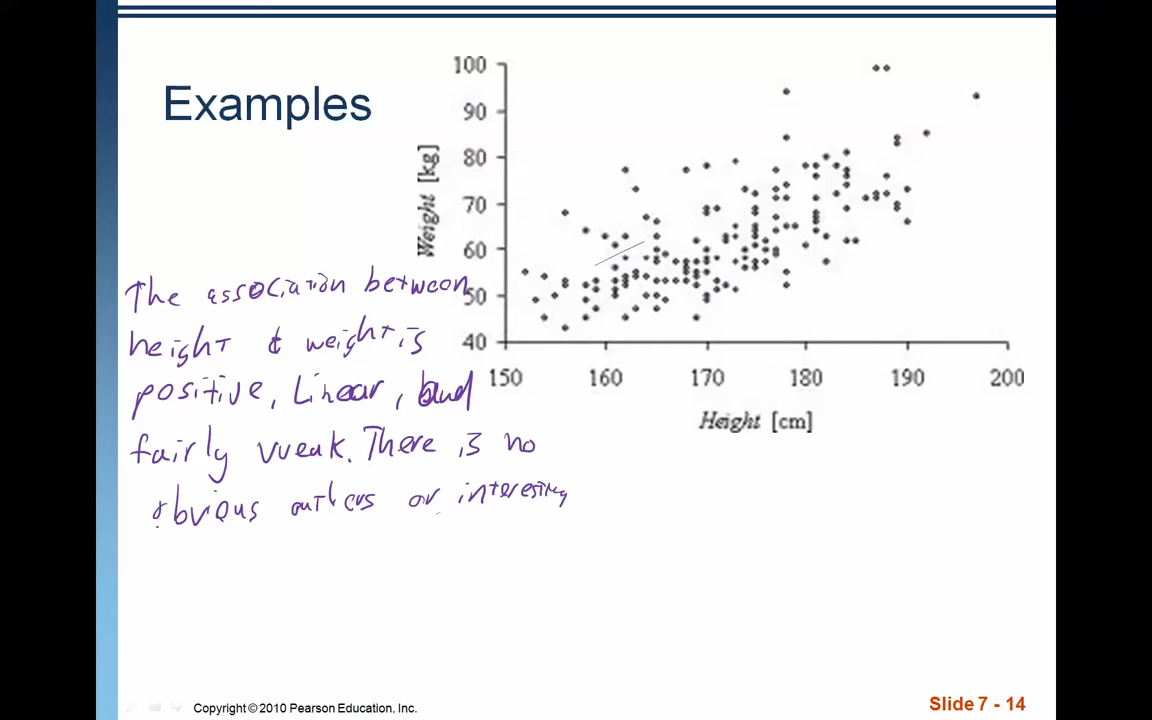 Examples
100
90
80
70
60
50
40
Weight [kg]
150 160 170 180 190 200
Height [cm]
The association between
height & weight is
positive, Linear, and
fairly weak. There is no
obvious outliers or interesting
Copyright © 2010 Pearson Education, Inc.
Slide 7 - 14